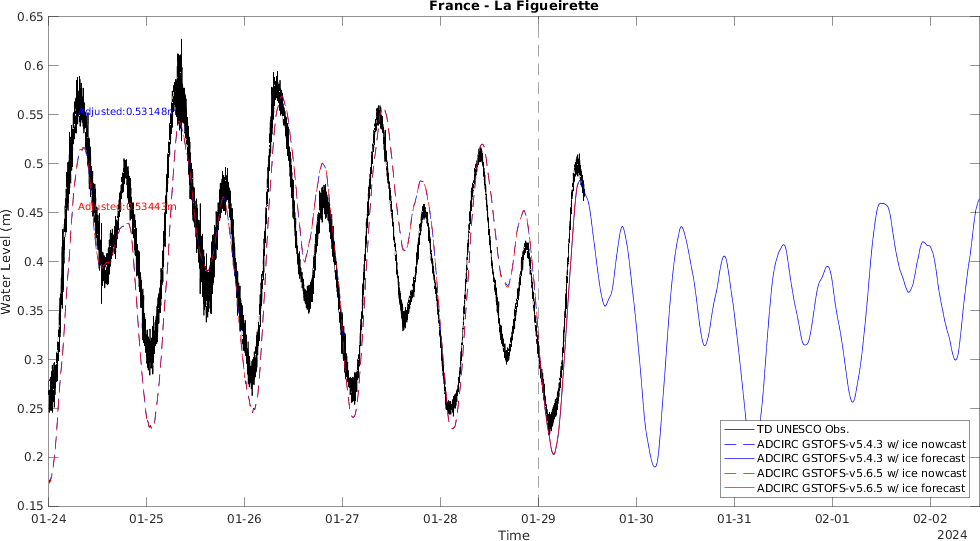 France - La Figueirette
0.65
0.6
0.55
0.5
0.45
0.4
0.35
0.3
0.25
0.2
0.15
Water Level (m)
Adjusted:0.53148m
Adjusted:0.53443m
TD UNESCO Obs.
ADCIRC GSTOFS-v5.4.3 w/ ice nowcast
ADCIRC GSTOFS-v5.4.3 w/ ice forecast
ADCIRC GSTOFS-v5.6.5 w/ ice nowcast
ADCIRC GSTOFS-v5.6.5 w/ ice forecast
01-24 01-25 01-26 01-27 01-28 01-29 01-30 01-31 02-01 02-02
Time
2024